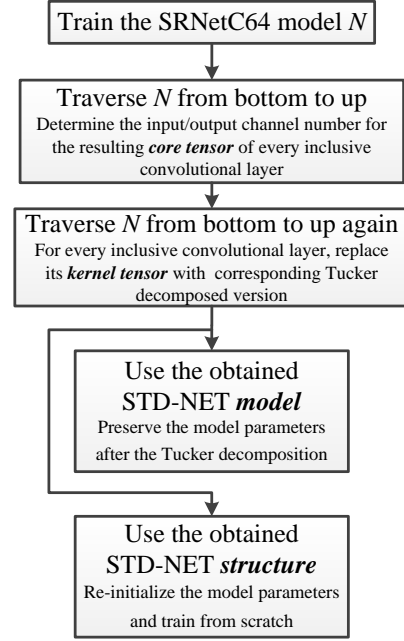 Train the SRNetC64 model N
Traverse N from bottom to up
Determine the input/output channel number for
the resulting core tensor of every inclusive
convolutional layer
Traverse N from bottom to up again
For every inclusive convolutional layer, replace
its kernel tensor with corresponding Tucker
decomposed version
Use the obtained
STD-NET model
Preserve the model parameters
after the Tucker decomposition
Use the obtained
STD-NET structure
Re-initialize the model parameters
and train from scratch